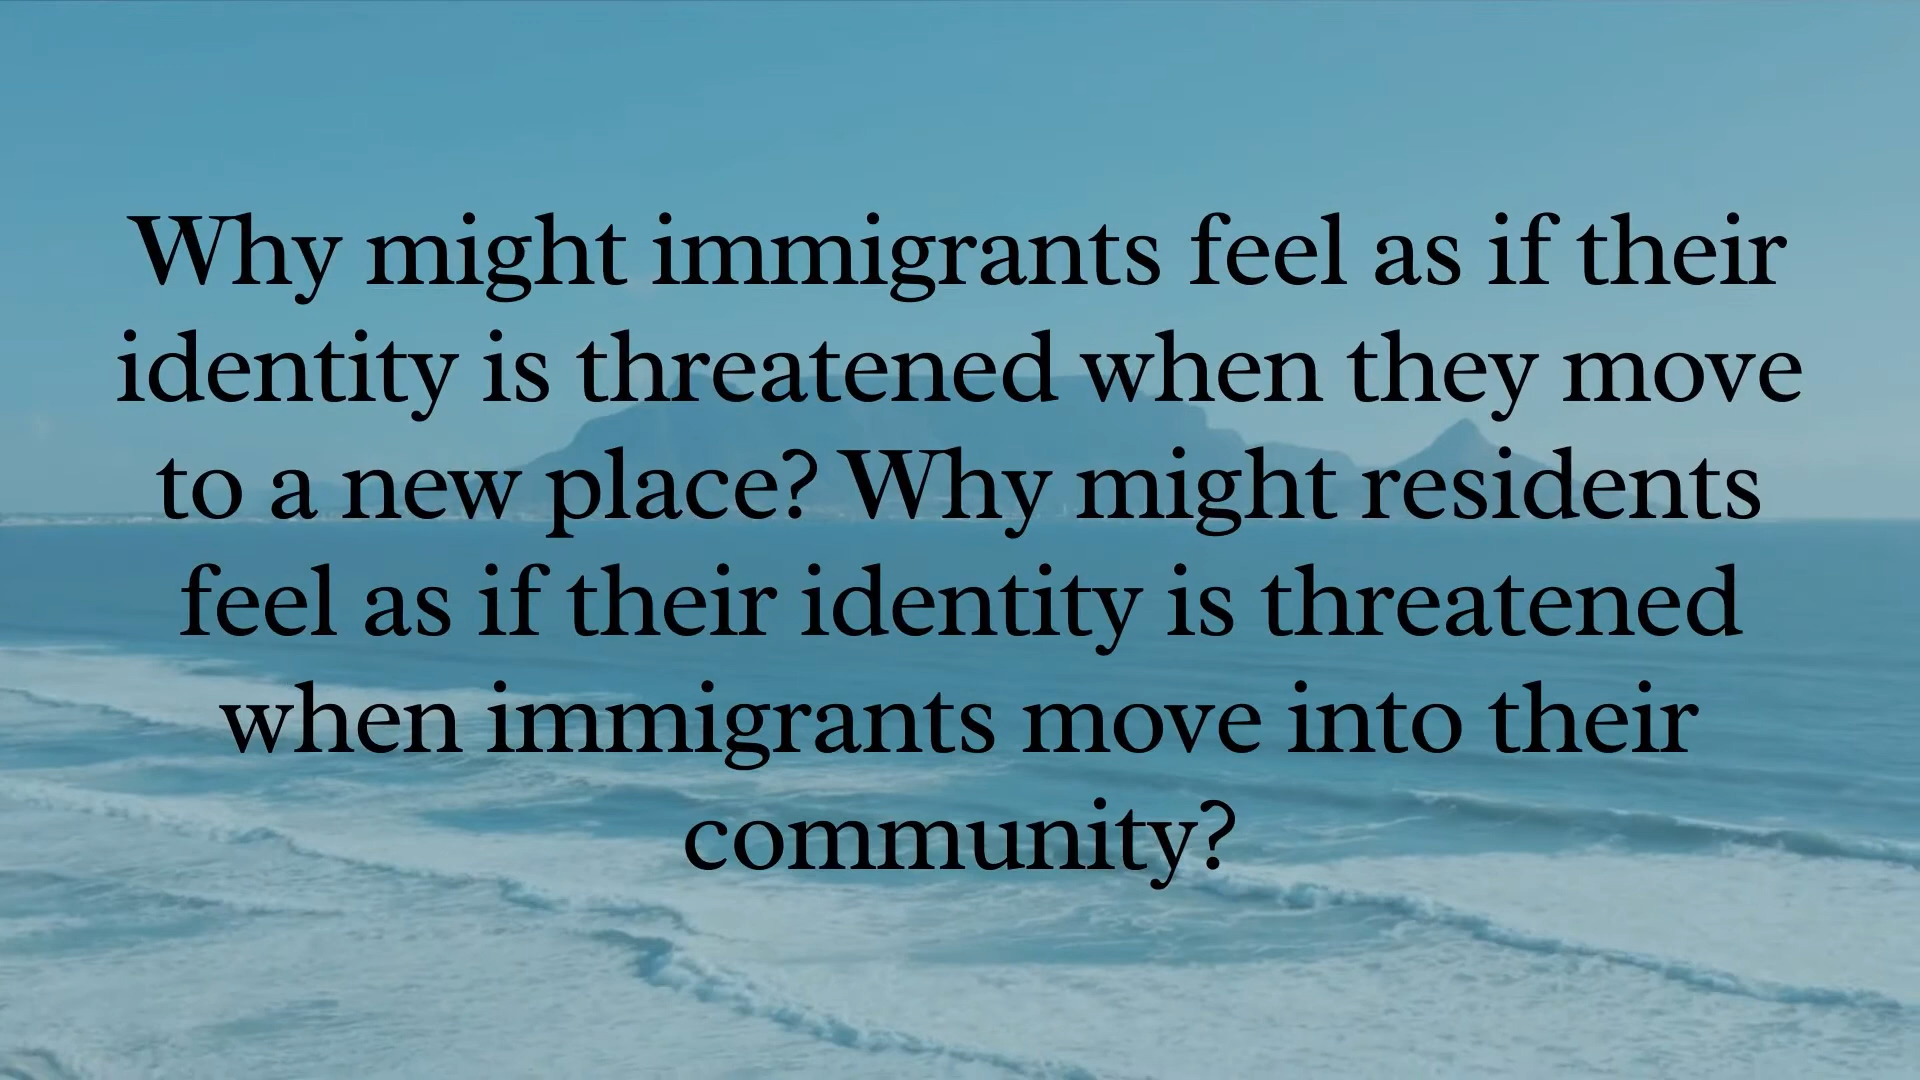 Why might immigrants feel as if their
identity is threatened when they move
to a new place? Why might residents
feel as if their identity is threatened
when immigrants move into their
community?